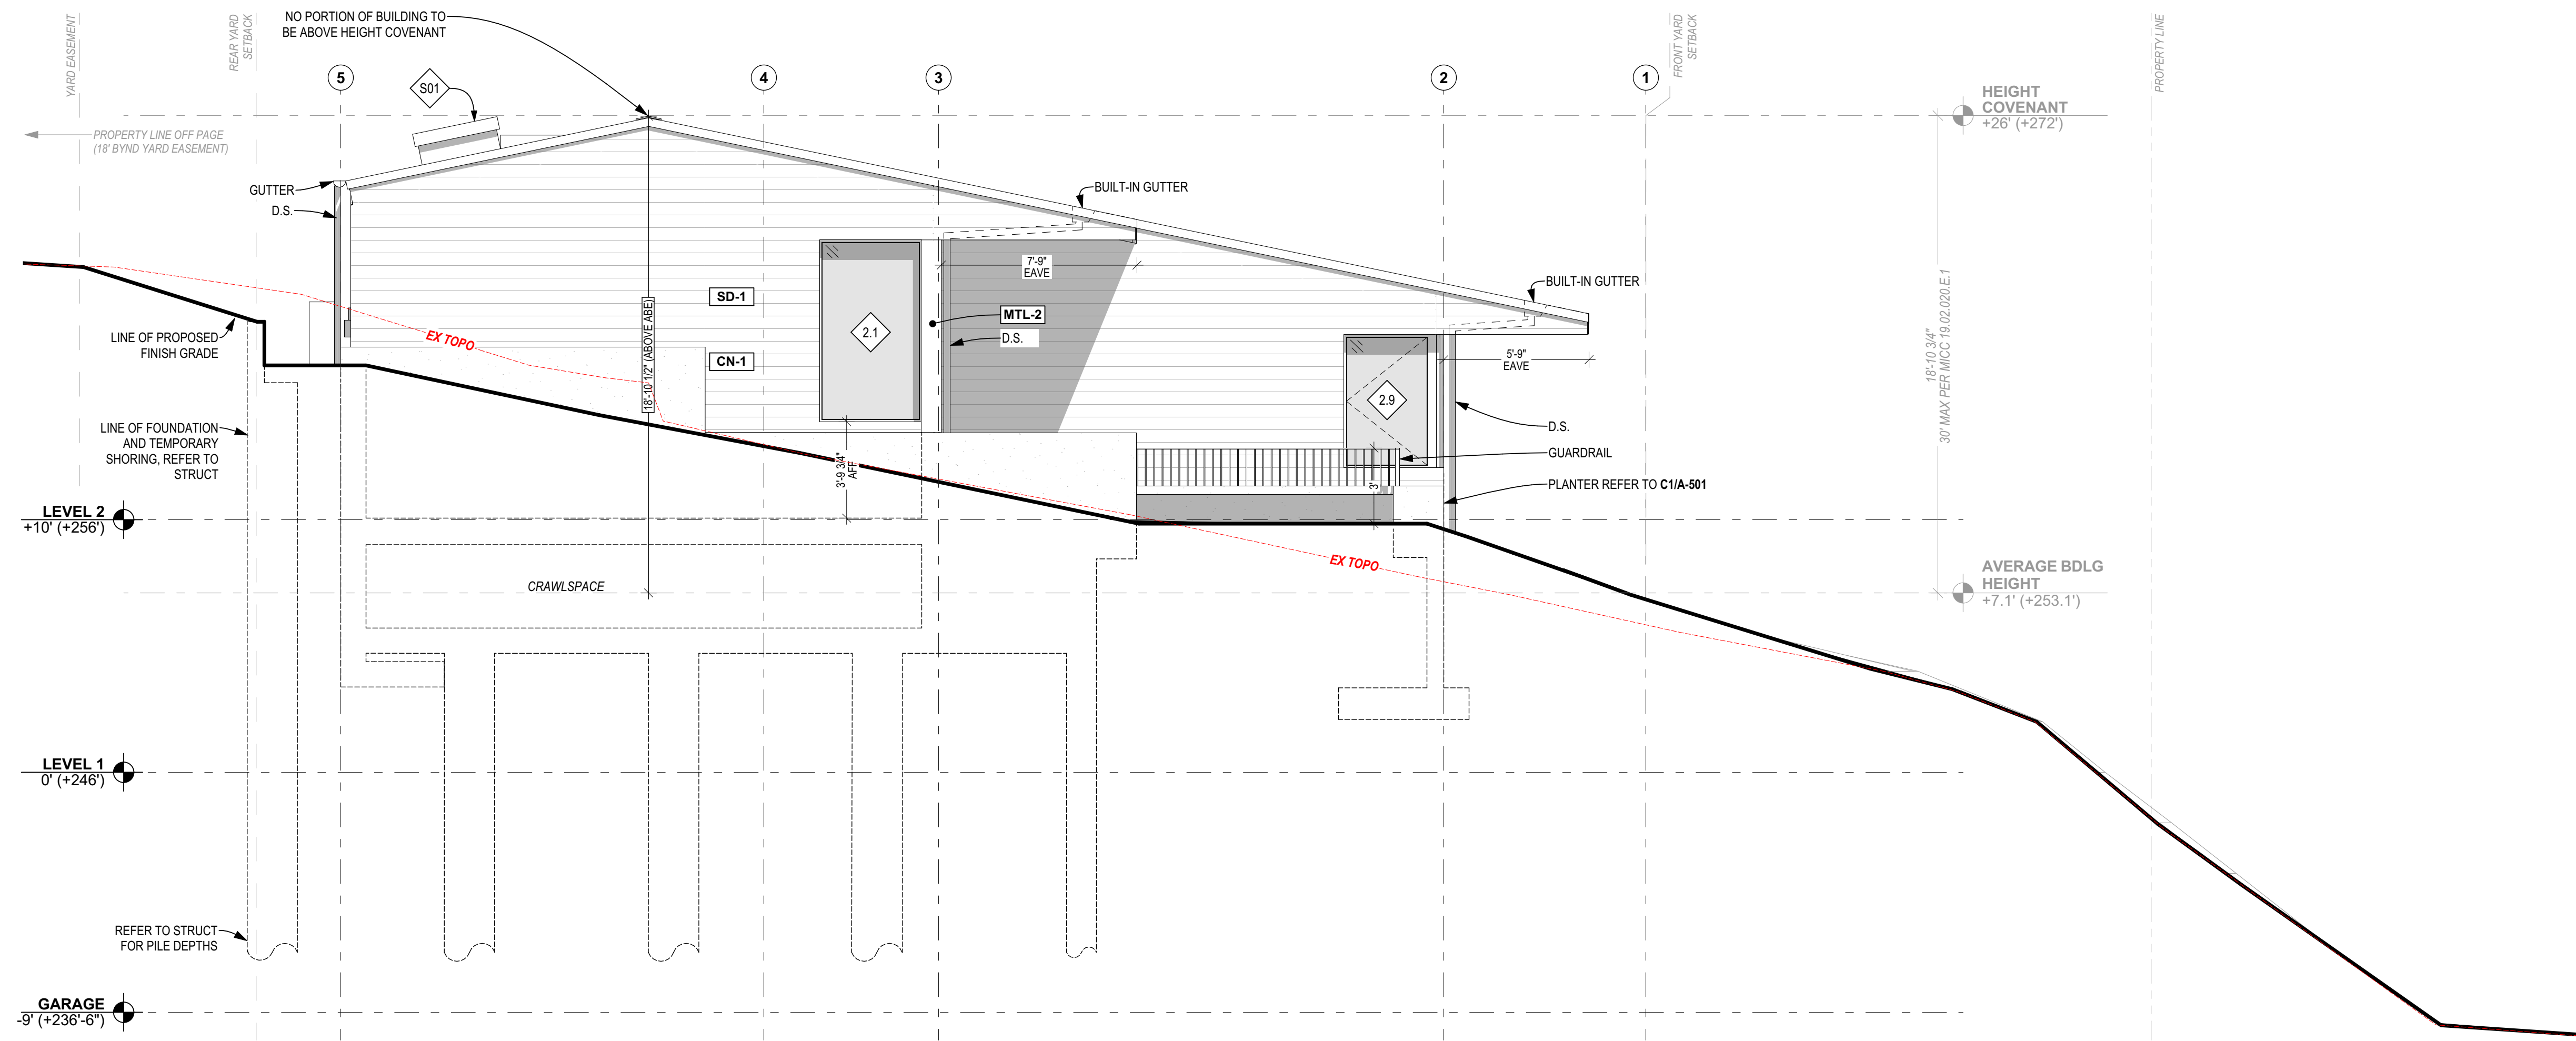 NO PORTION OF BUILDING TO
BE ABOVE HEIGHT COVENANT
YARD EASEMENT
REAR YARD
SETBACK
FRONT YARD
SETBACK
PROPERTY LINE
5
4
3
2
1
S01
HEIGHT
COVENANT
+26' (+272')
PROPERTY LINE OFF PAGE
(18' BYND YARD EASEMENT)
GUTTER
D.S.
BUILT-IN GUTTER
7'-9"
EAVE
BUILT-IN GUTTER
SD-1
MTL-2
D.S.
2.1
CN-1
18'-10 1/2" (ABOVE ABE)
EX TOPO
LINE OF PROPOSED
FINISH GRADE
5'-9"
EAVE
2.9
18'-10 3/4"
30' MAX PER MICC 19.02.020.E.1
LINE OF FOUNDATION
AND TEMPORARY
SHORING, REFER TO
STRUCT
D.S.
GUARDRAIL
3'-9 3/4"
AFF
3'
PLANTER REFER TO C1/A-501
LEVEL 2
+10' (+256')
EX TOPO
CRAWLSPACE
AVERAGE BDLG
HEIGHT
+7.1' (+253.1')
LEVEL 1
0' (+246')
REFER TO STRUCT
FOR PILE DEPTHS
GARAGE
-9' (+236'-6")